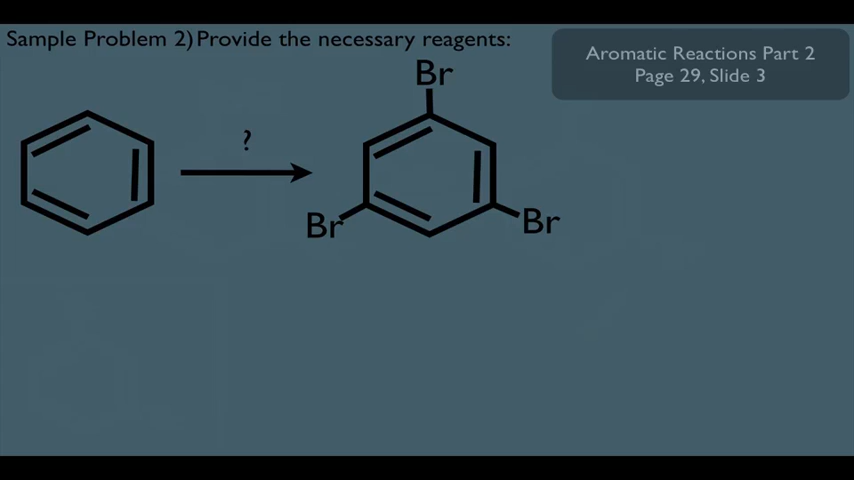 Sample Problem 2) Provide the necessary reagents:
Aromatic Reactions Part 2
Page 29, Slide 3
Br
?
Br
Br